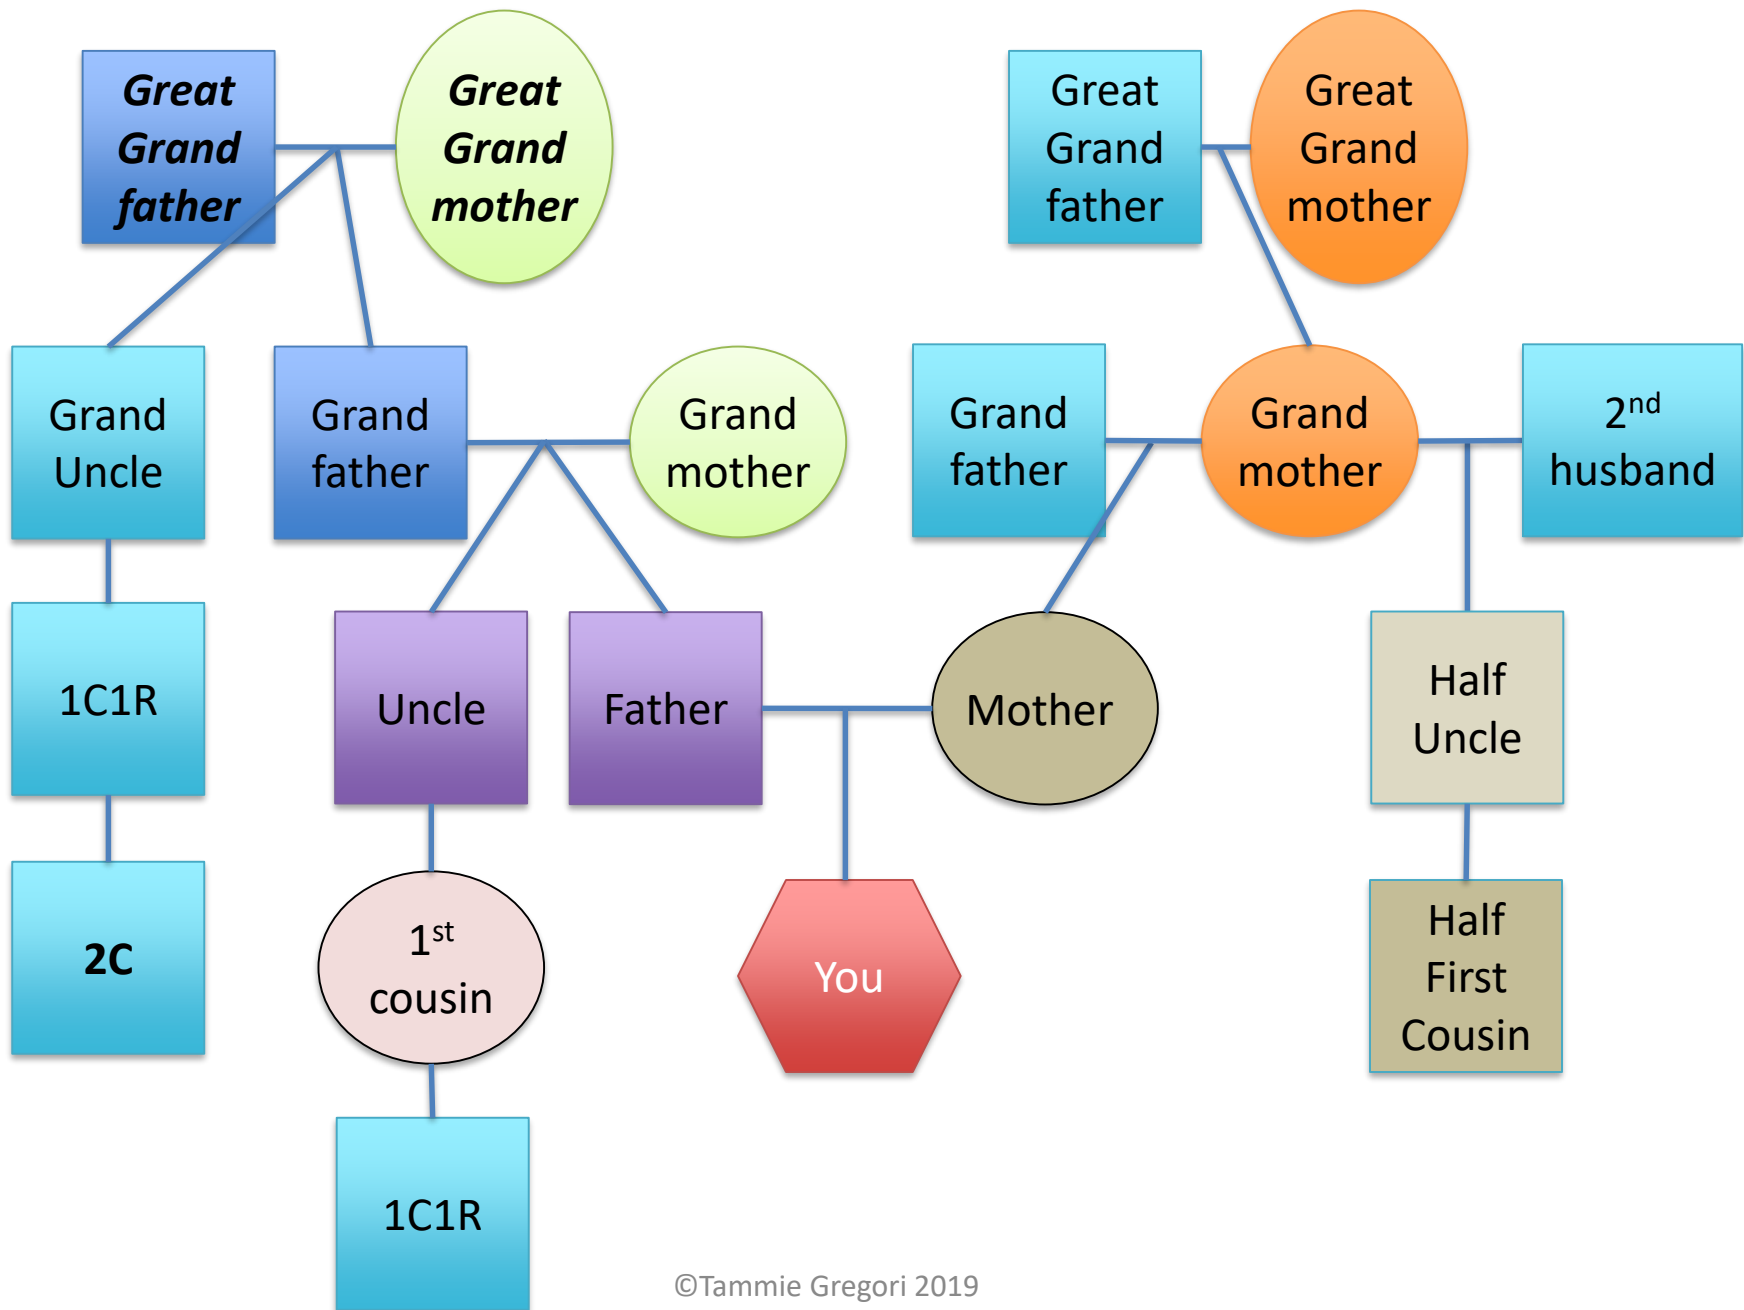 Great
Grand
father
Great
Grand
mother
Great
Grand
father
Great
Grand
mother
Grand
Uncle
Grand
father
Grand
mother
Grand
father
Grand
mother
2nd
husband
1C1R
Uncle
Father
Mother
Half
Uncle
2C
1st
cousin
You
Half
First
Cousin
1C1R
©Tammie Gregori 2019